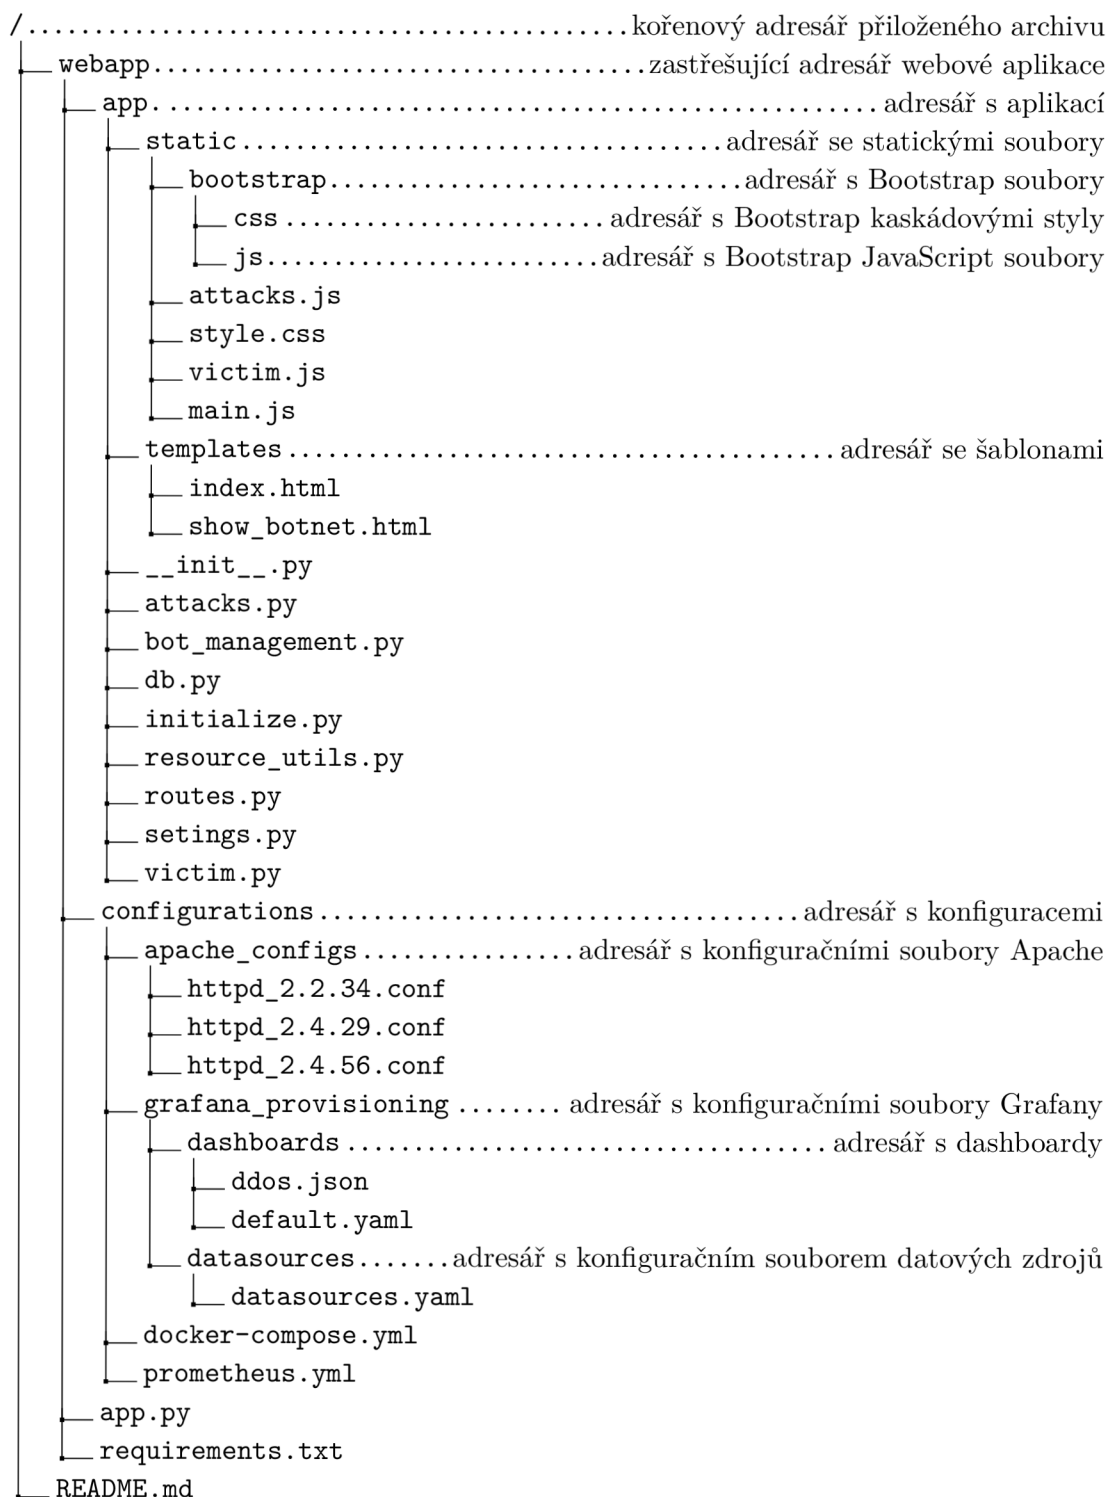 /............................................kořenový adresář přiloženého archivu
webapp....................................zastřešující adresář webové aplikace
app.....................................................adresář s aplikací
static...................................adresář se statickými soubory
bootstrap..............................adresář s Bootstrap soubory
css.......................adresář s Bootstrap kaskádovými styly
js........................adresář s Bootstrap JavaScript soubory
attacks.js
style.css
victim.js
main.js
templates........................................adresář se šablonami
index.html
show_botnet.html
__init__.py
attacks.py
bot_management.py
db.py
initialize.py
resource_utils.py
routes.py
setings.py
victim.py
configurations...................................adresář s konfiguracemi
apache_configs................adresář s konfiguračními soubory Apache
httpd_2.2.34.conf
httpd_2.4.29.conf
httpd_2.4.56.conf
grafana_provisioning........adresář s konfiguračními soubory Grafany
dashboards...................................adresář s dashboardy
ddos.json
default.yaml
datasources.......adresář s konfiguračním souborem datových zdrojů
datasources.yaml
docker-compose.yml
prometheus.yml
app.py
requirements.txt
README.md